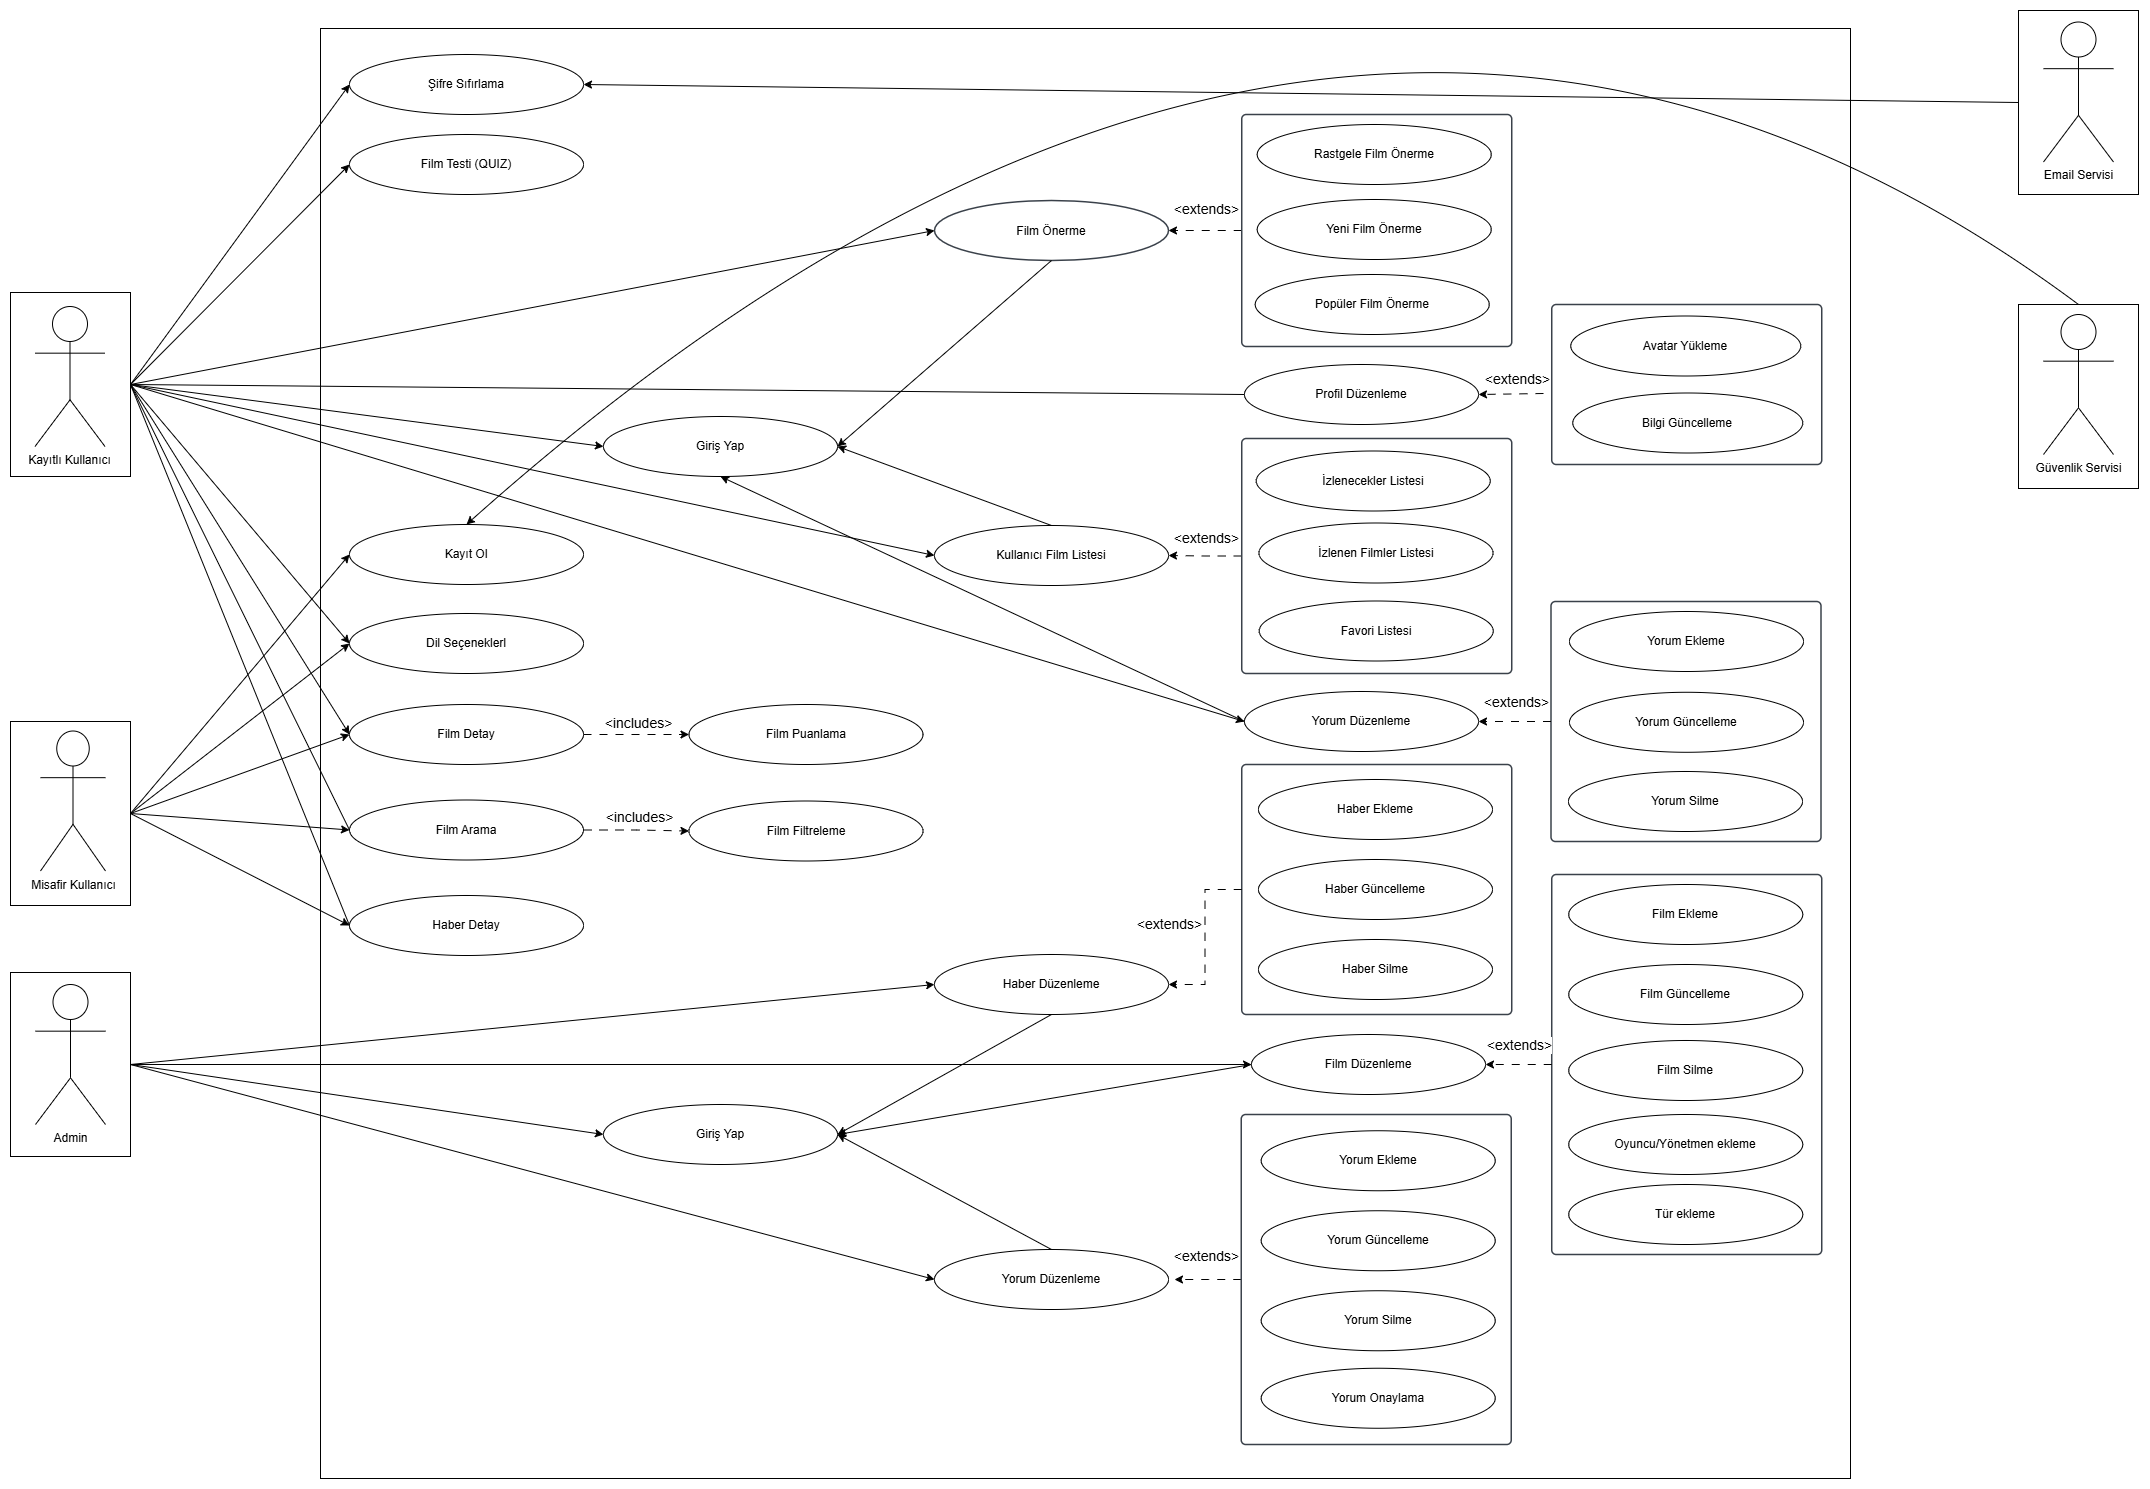 Şifre Sıfırlama
Film Testi (QUIZ)
Email Servisi
Rastgele Film Önerme
<extends>
Film Önerme
Yeni Film Önerme
Popüler Film Önerme
Kayıtlı Kullanıcı
Avatar Yükleme
<extends>
Profil Düzenleme
Bilgi Güncelleme
Güvenlik Servisi
Giriş Yap
İzlenecekler Listesi
<extends>
Kayıt Ol
Kullanıcı Film Listesi
İzlenen Filmler Listesi
Favori Listesi
Dil Seçeneklerİ
Yorum Ekleme
<extends>
Yorum Düzenleme
Yorum Güncelleme
Yorum Silme
Film Detay
<includes>
Film Puanlama
Film Arama
<includes>
Film Filtreleme
Misafir Kullanıcı
Haber Detay
Haber Ekleme
Haber Güncelleme
<extends>
Haber Silme
Haber Düzenleme
Film Ekleme
Film Güncelleme
<extends>
Film Düzenleme
Film Silme
Oyuncu/Yönetmen ekleme
Tür ekleme
Admin
Giriş Yap
Yorum Ekleme
Yorum Güncelleme
<extends>
Yorum Düzenleme
Yorum Silme
Yorum Onaylama